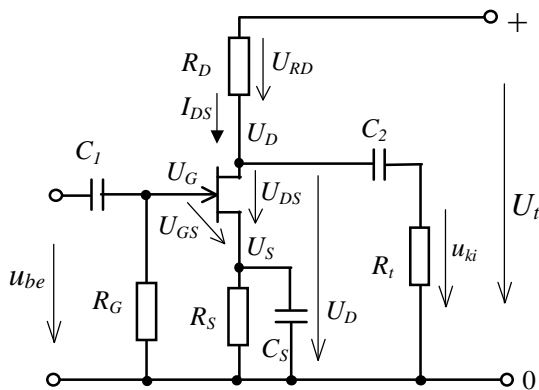 +
R_D
U_RD
I_DS
U_D
C_2
C_1
U_G
U_DS
U_GS
U_t
U_S
u_be
R_t
u_ki
R_G
R_S
U_D
C_S
0